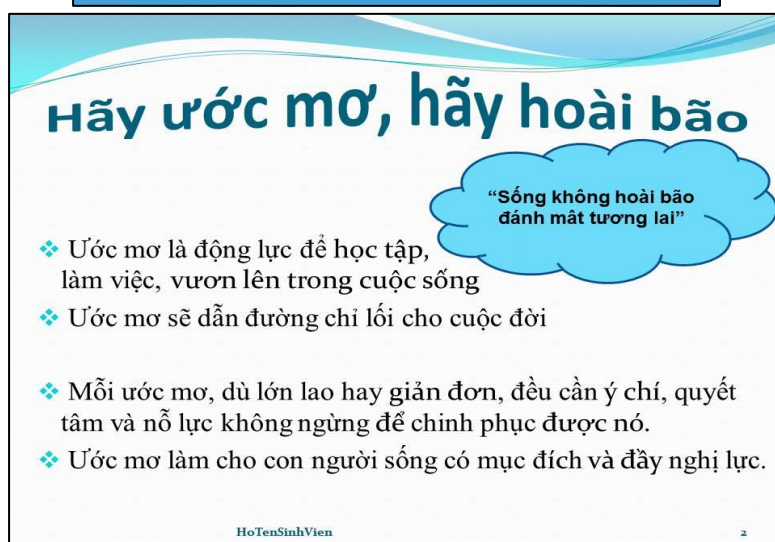 Hãy ước mơ, hãy hoài bão
“Sống không hoài bão
đánh mât tương lai”
Ước mơ là động lực để học tập,
làm việc, vươn lên trong cuộc sống
Ước mơ sẽ dẫn đường chỉ lối cho cuộc đời
Mỗi ước mơ, dù lớn lao hay giản đơn, đều cần ý chí, quyết
tâm và nỗ lực không ngừng để chinh phục được nó.
Ước mơ làm cho con người sống có mục đích và đầy nghị lực.
HoTenSinhVien
2